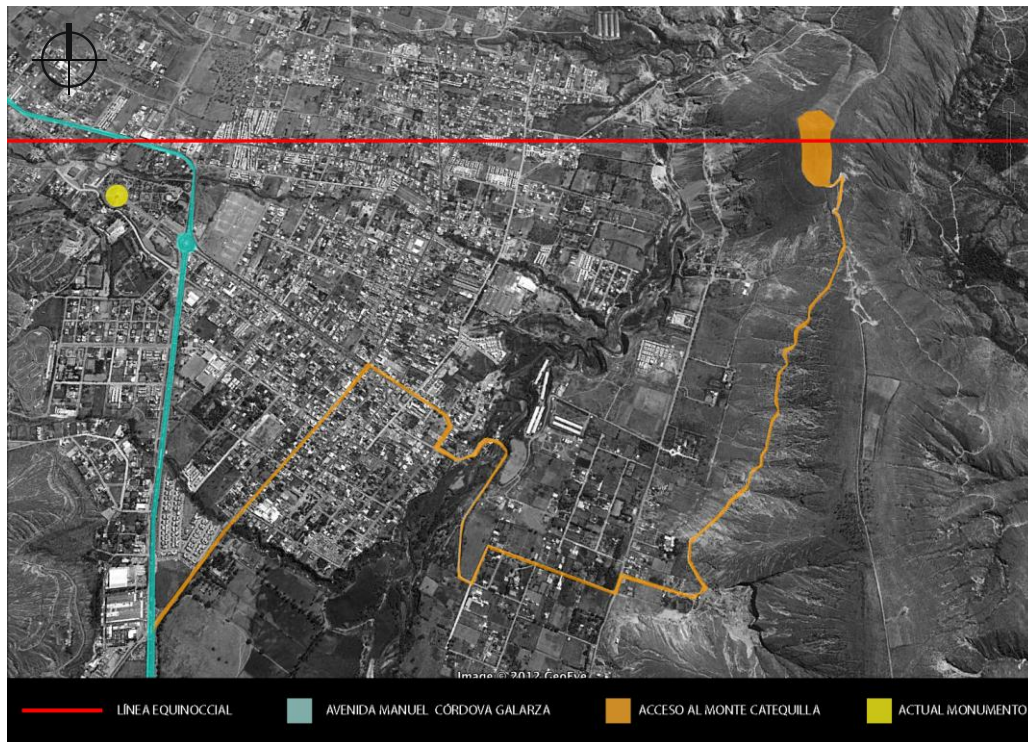 Image © 2012 GeoEye
LÍNEA EQUINOCCIAL
AVENIDA MANUEL CÓRDOVA GALARZA
ACCESO AL MONTE CATEQUILLA
ACTUAL MONUMENTO